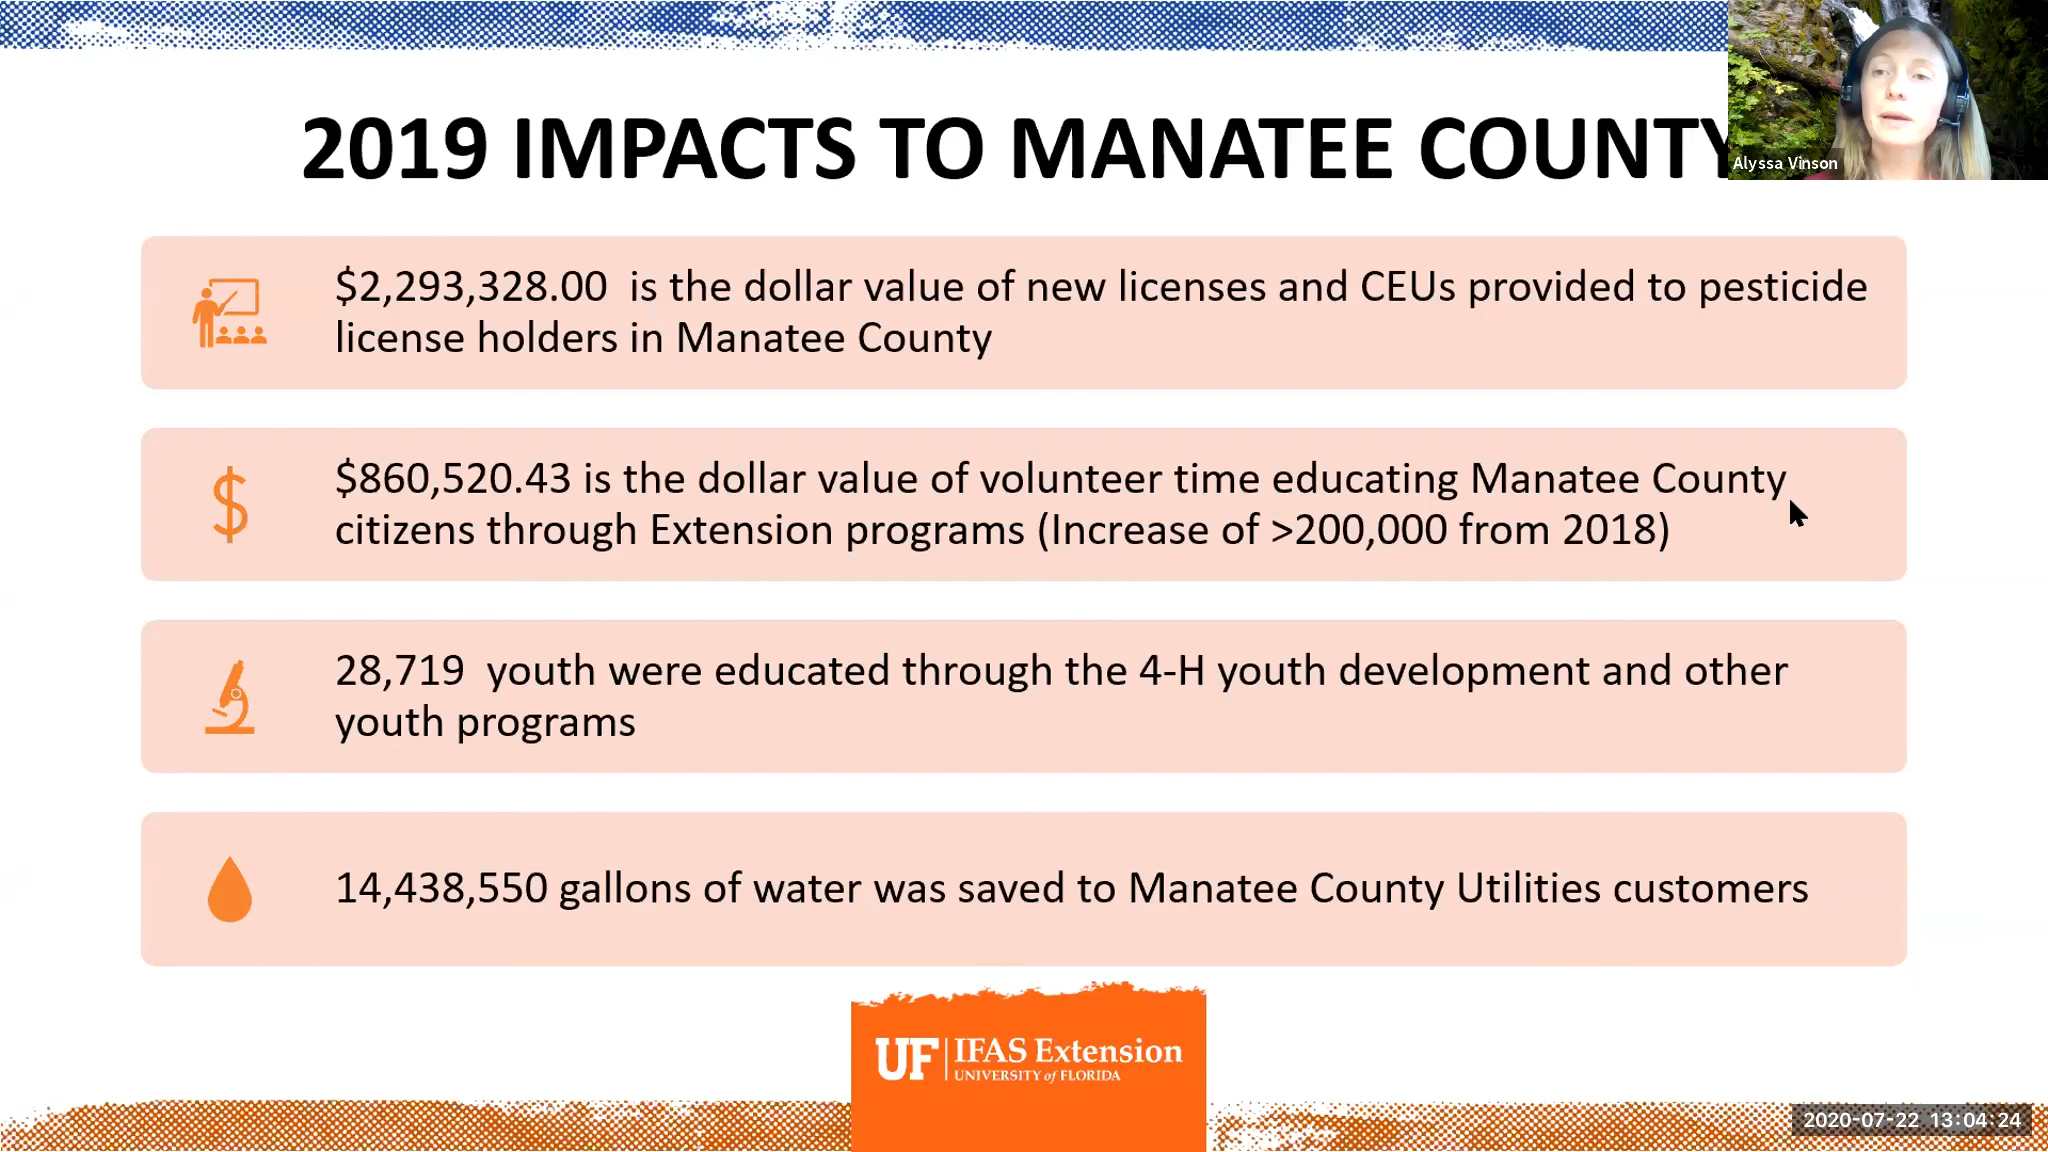 2019 IMPACTS TO MANATEE COUNTY
Alyssa Vinson
$2,293,328.00 is the dollar value of new licenses and CEUs provided to pesticide
license holders in Manatee County
$860,520.43 is the dollar value of volunteer time educating Manatee County
citizens through Extension programs (Increase of >200,000 from 2018)
28,719 youth were educated through the 4-H youth development and other
youth programs
14,438,550 gallons of water was saved to Manatee County Utilities customers
UF IFAS Extension
UNIVERSITY of FLORIDA
2020-07-22 13:04:24